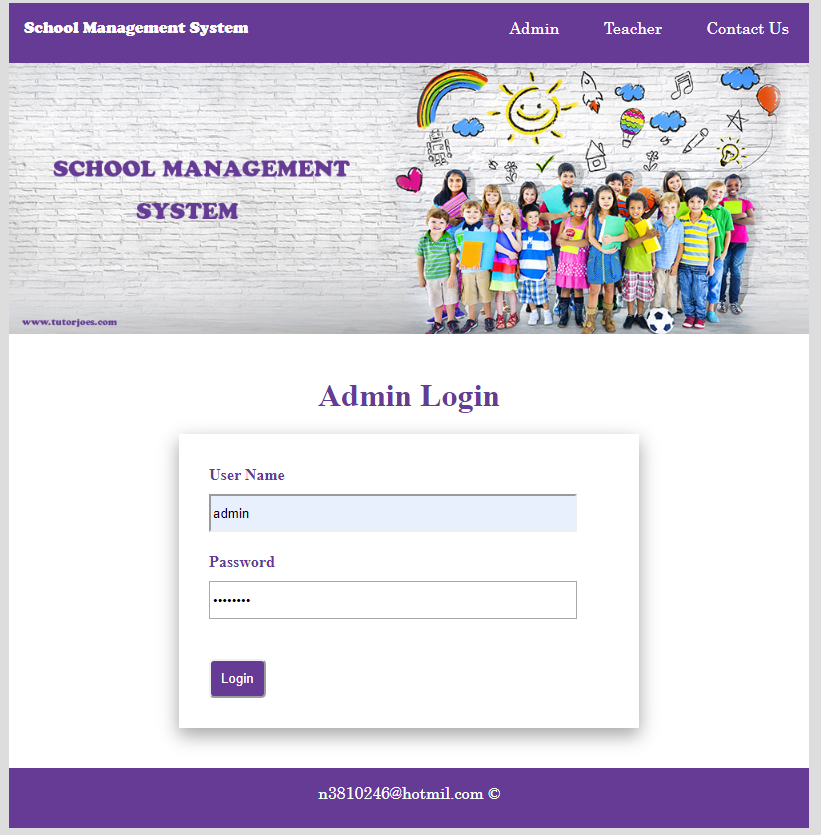 School Management System
Admin
Teacher
Contact Us
SCHOOL MANAGEMENT
SYSTEM
www.tutorjoes.com
Admin Login
User Name
admin
Password
Login
n3810246@hotmil.com ©